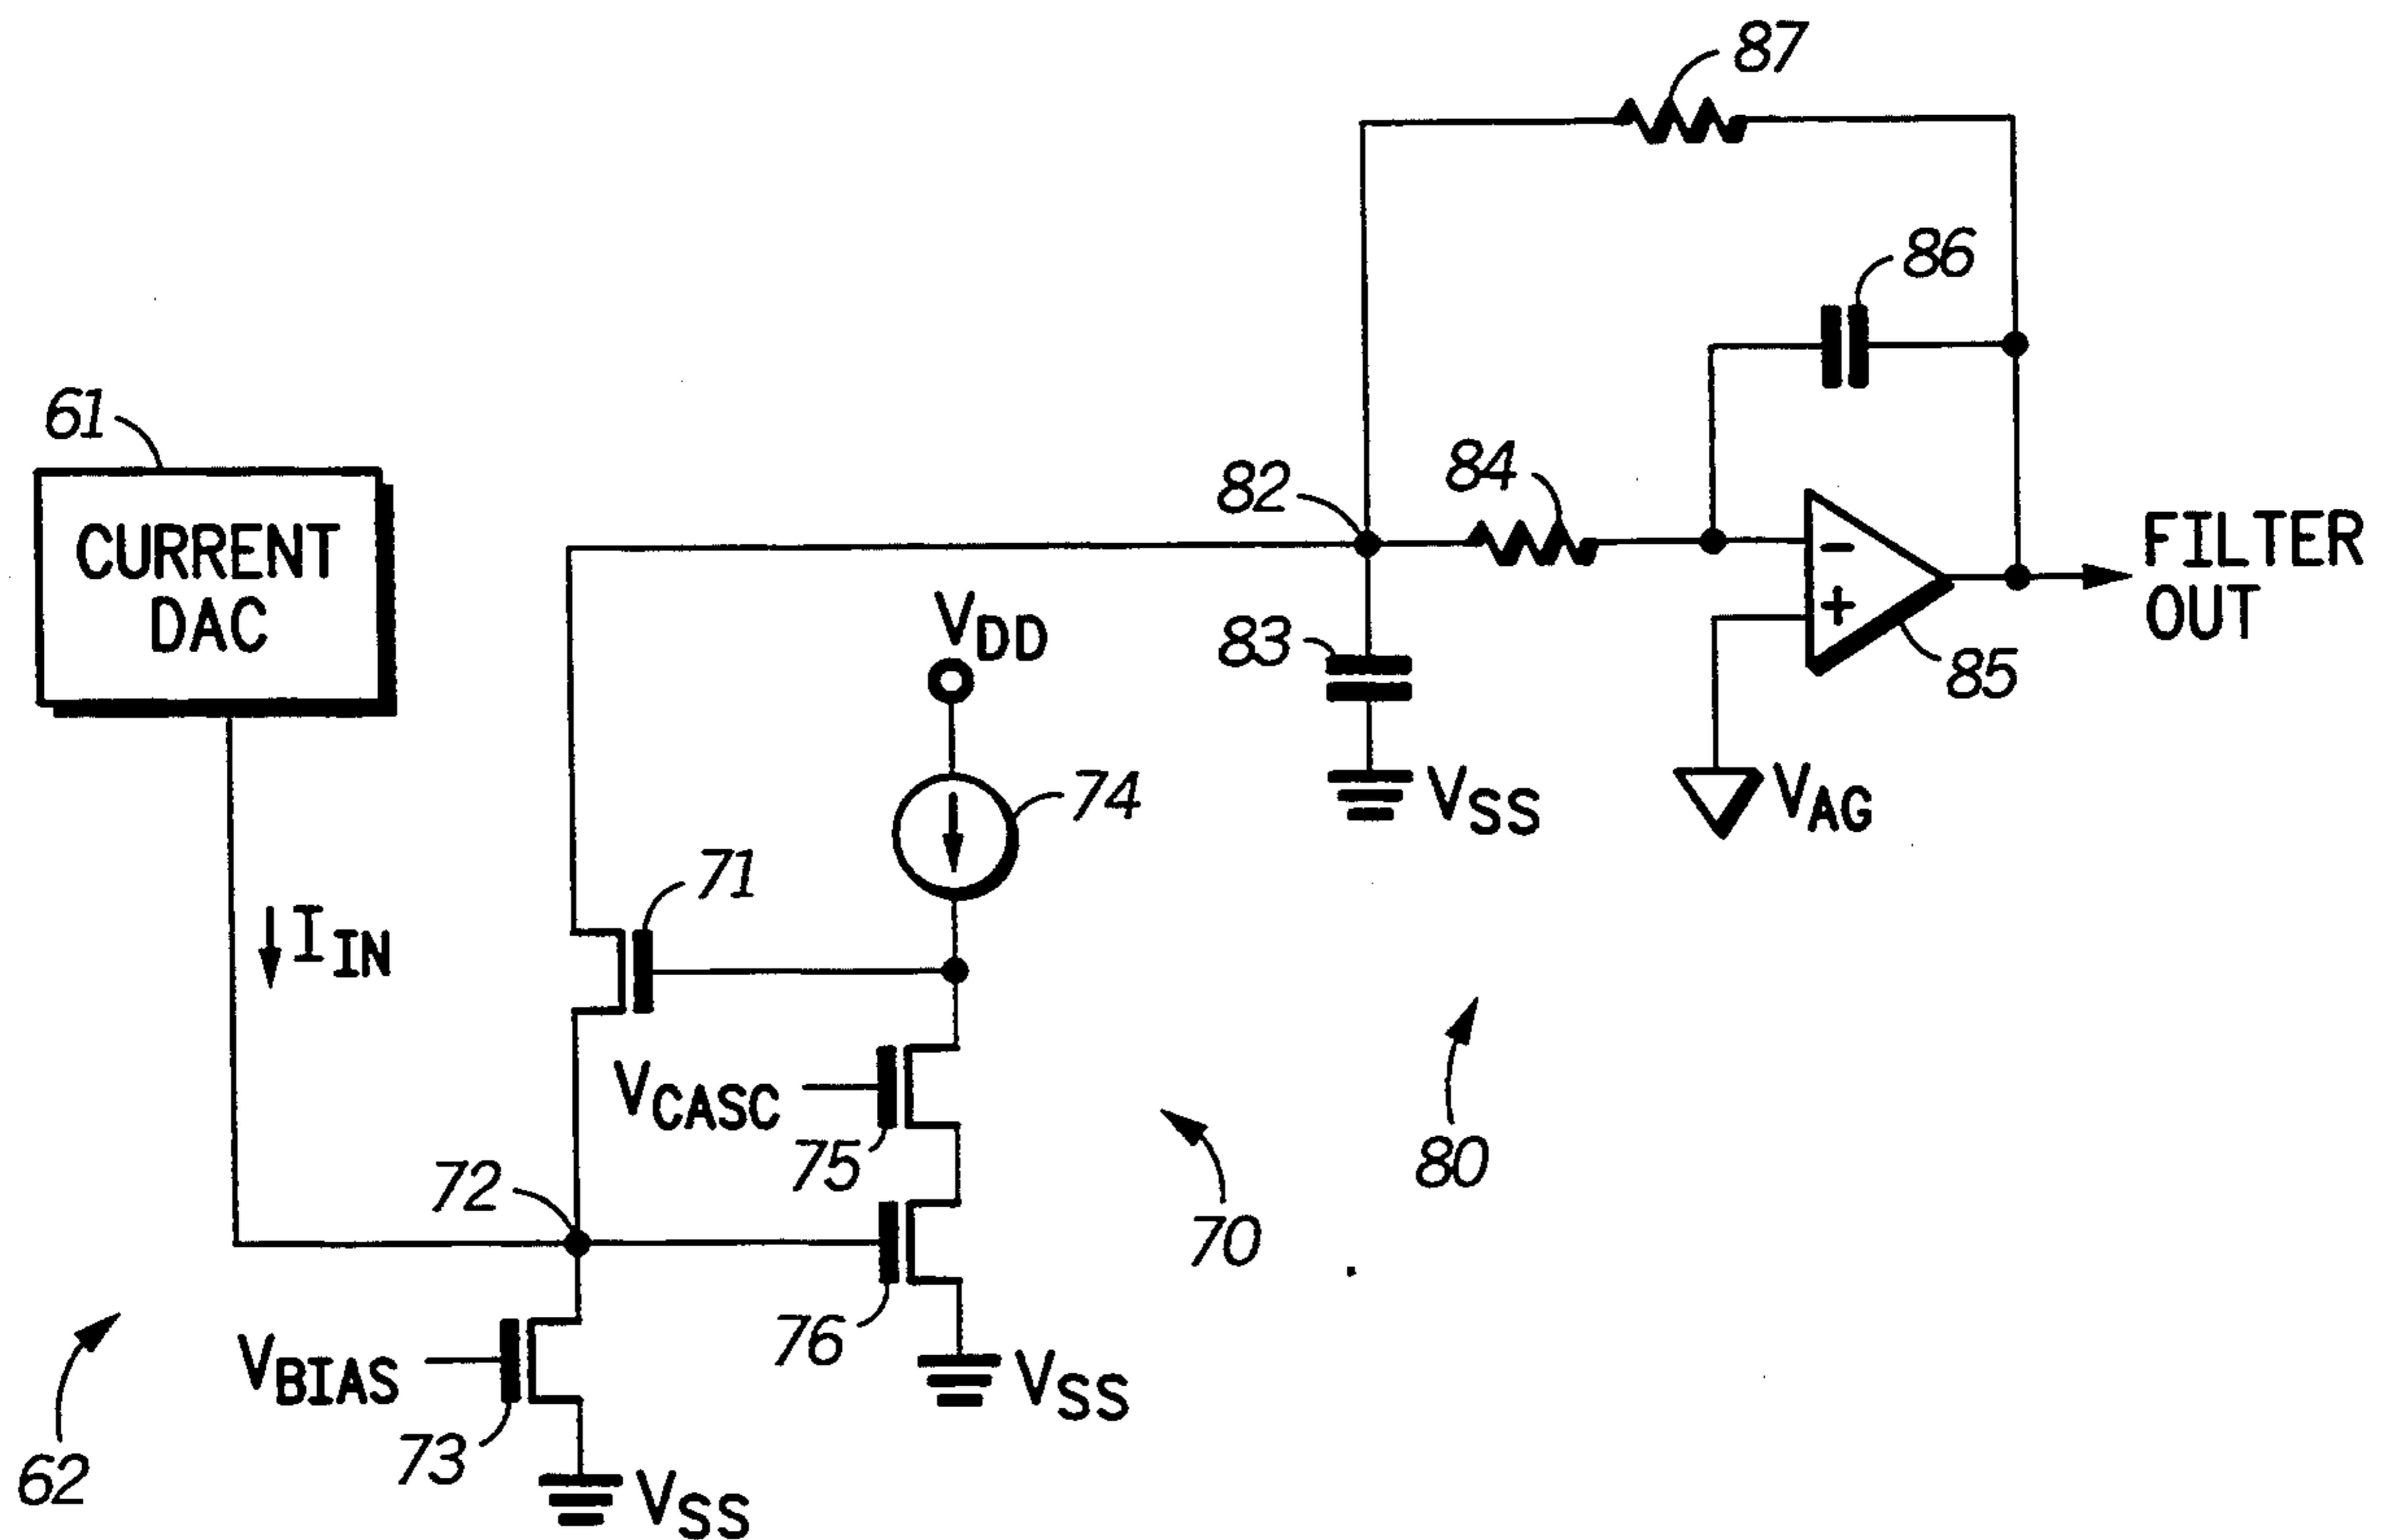 87
86
61
84
82
CURRENT
DAC
FILTER
OUT
−
+
VDD
83
85
74
VSS
VAG
71
IIN
VCASC
75
72
80
70
76
VBIAS
VSS
73
62
VSS